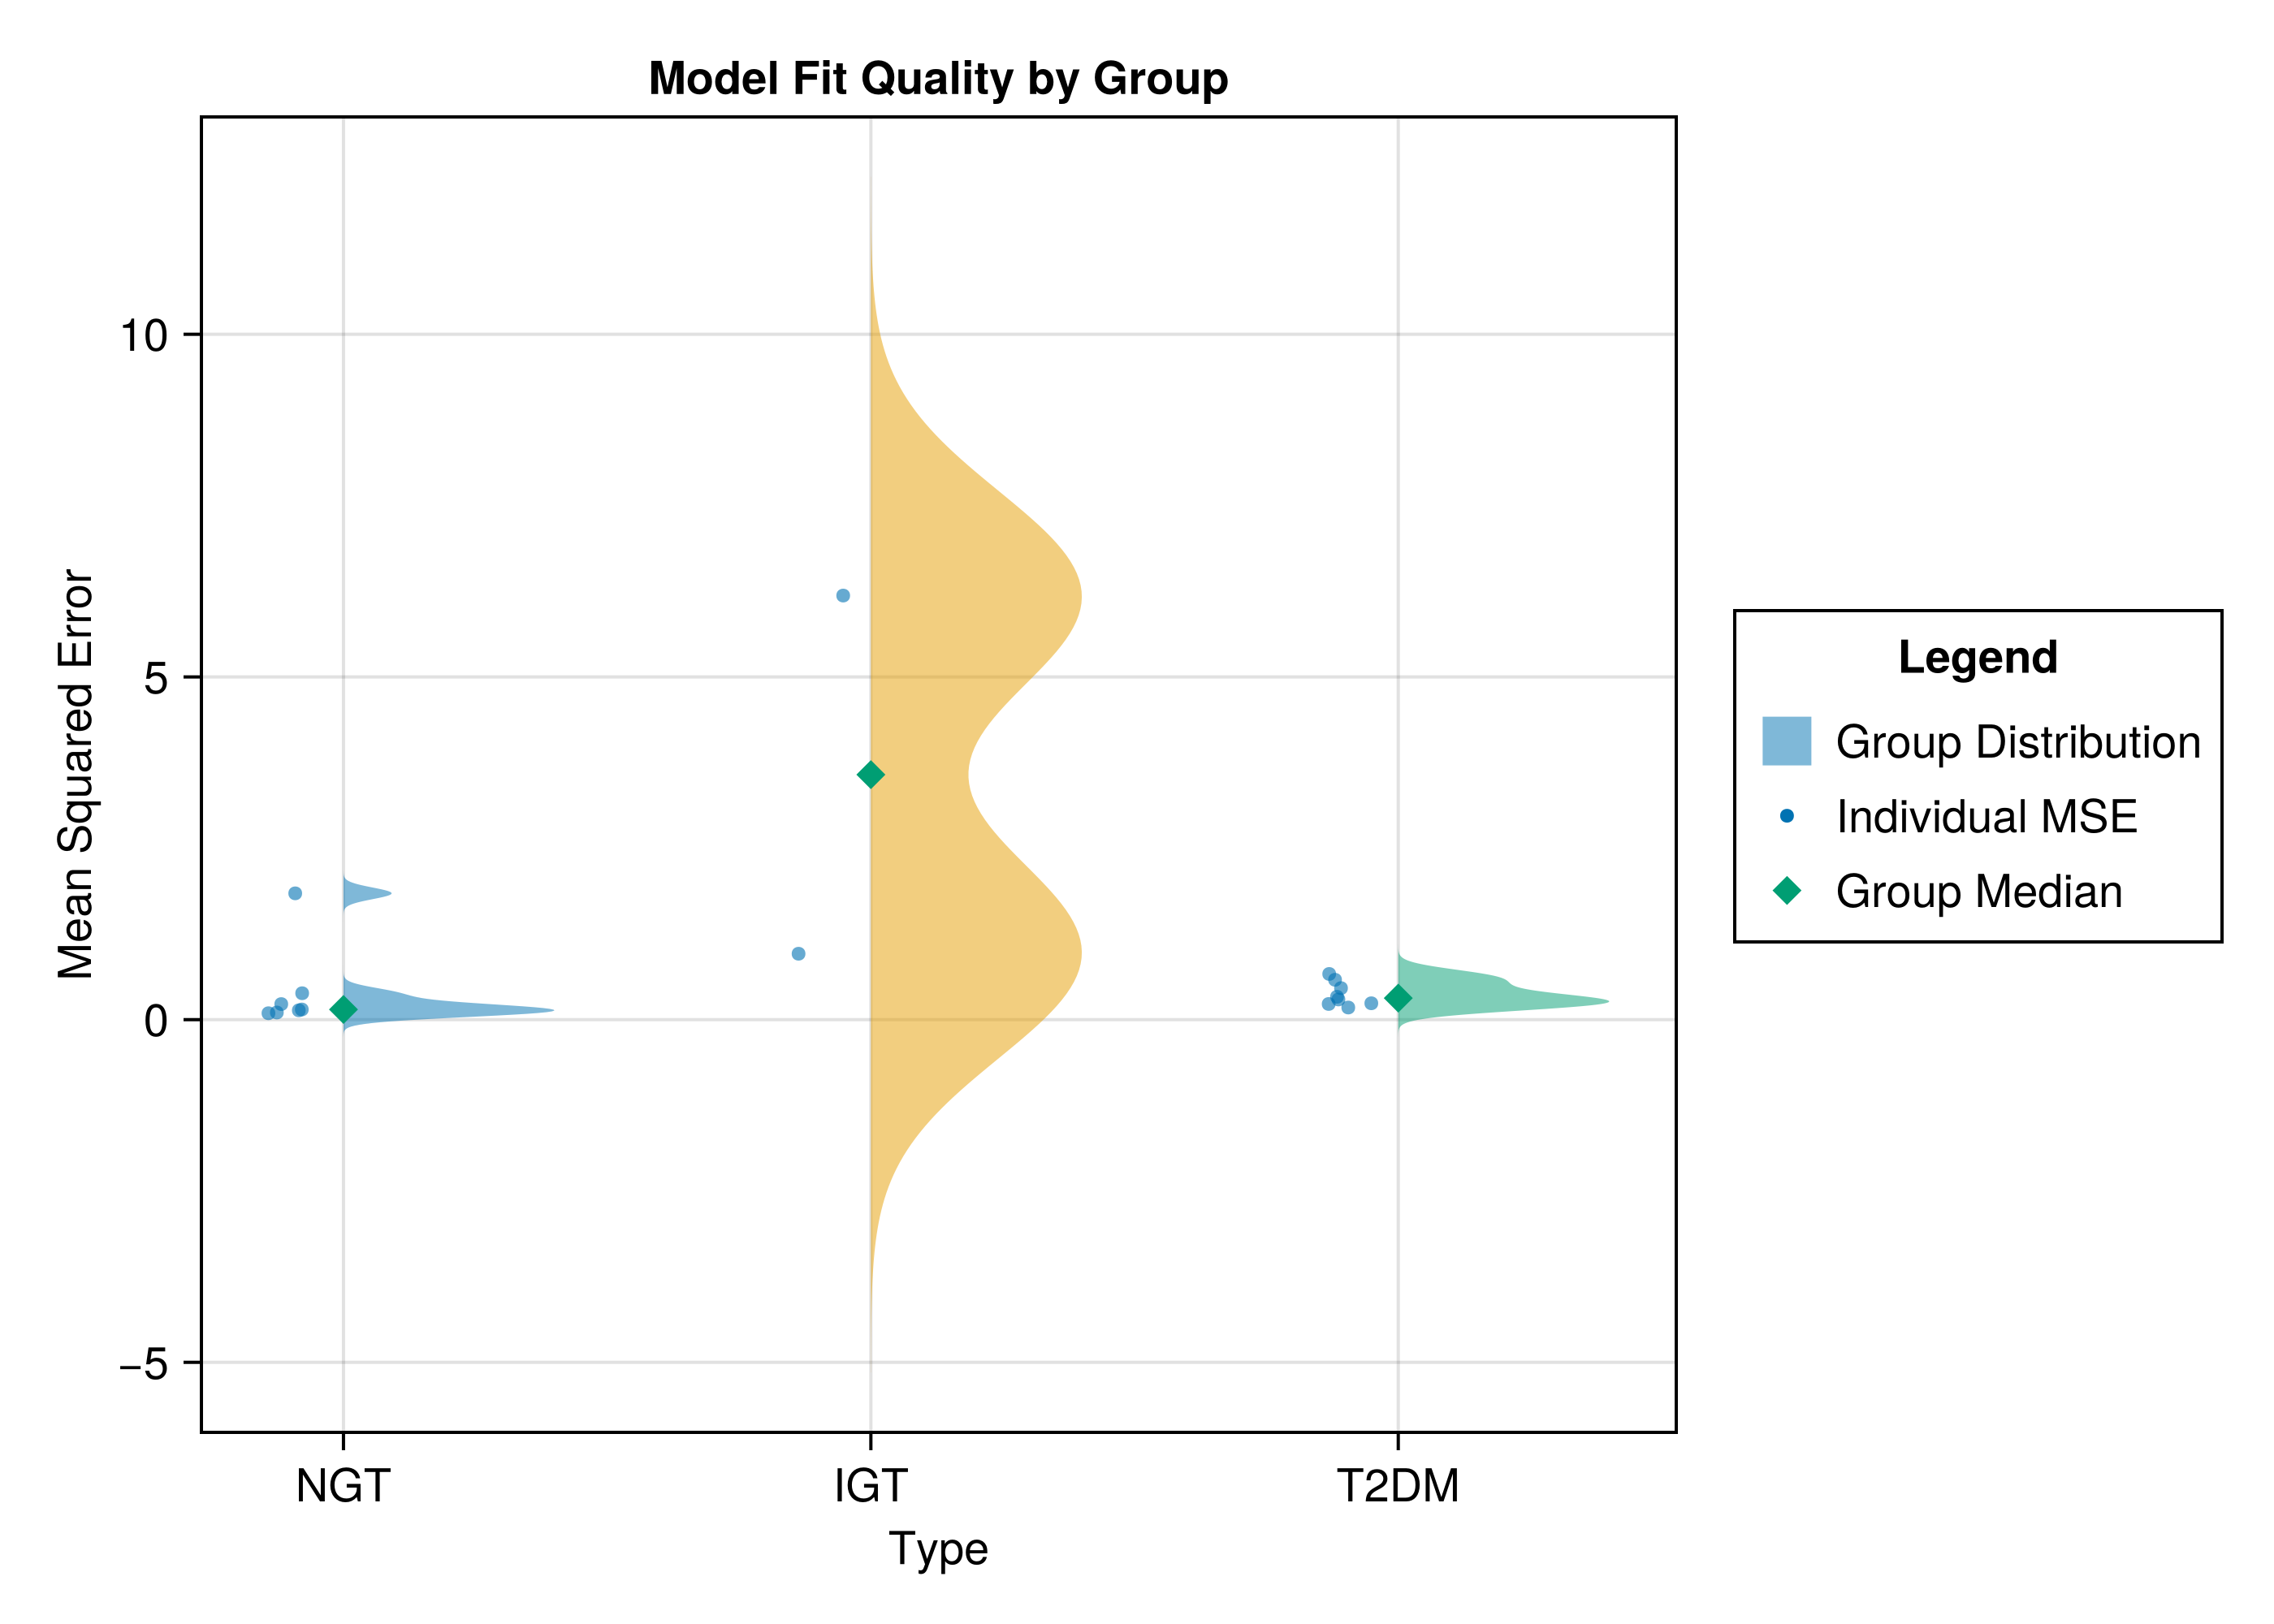 Model Fit Quality by Group
Mean Squared Error
10
5
0
−5
NGT
IGT
T2DM
Type
Legend
Group Distribution
Individual MSE
Group Median